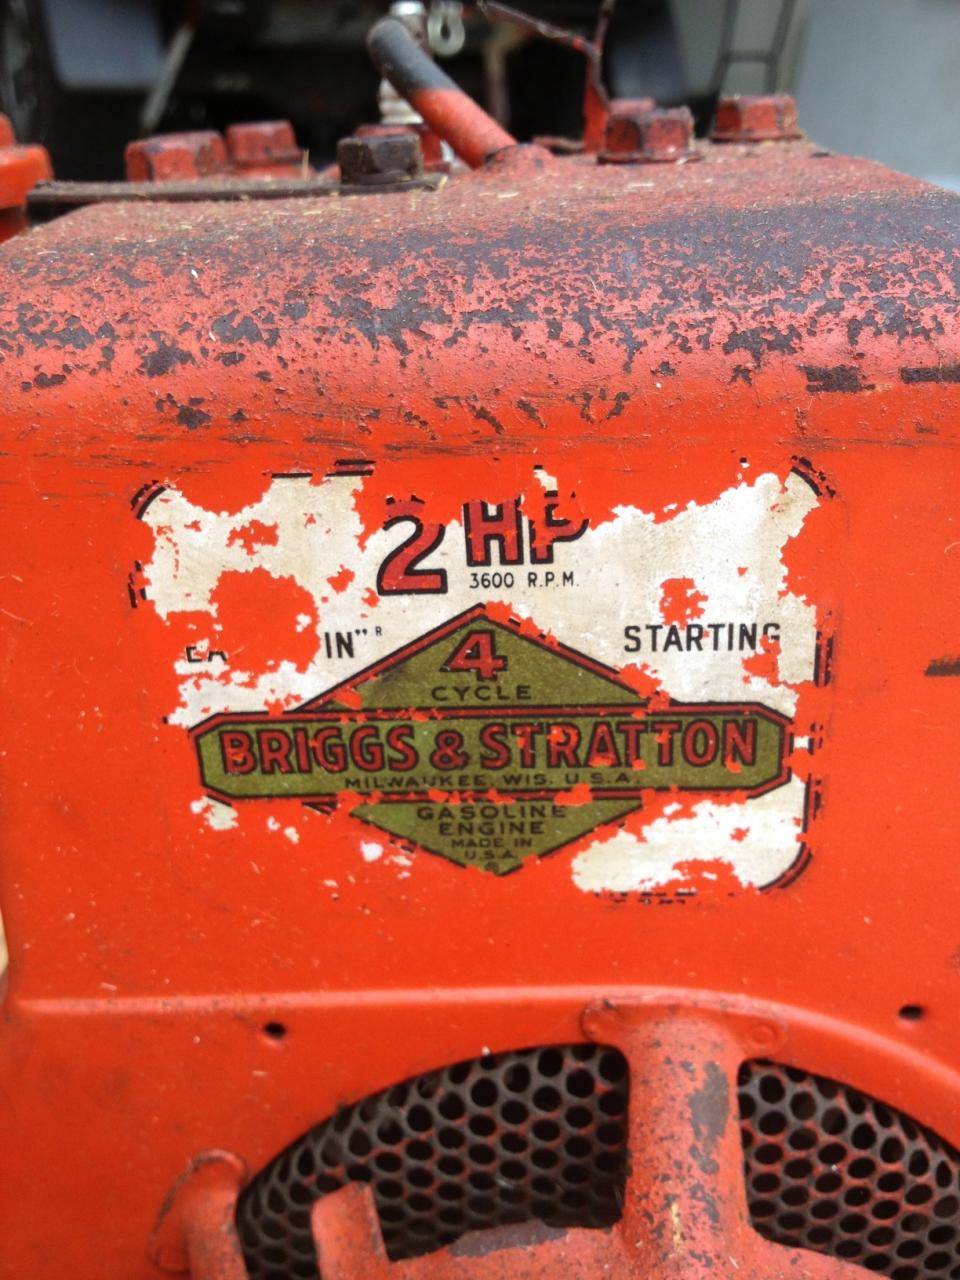 2 HP
3600 R.P.M.
IN" R STARTING
4
CYCLE
BRIGGS & STRATTON
MILWAUKEE, WIS. U.S.A.
GASOLINE
ENGINE
MADE IN
U.S.A.
®